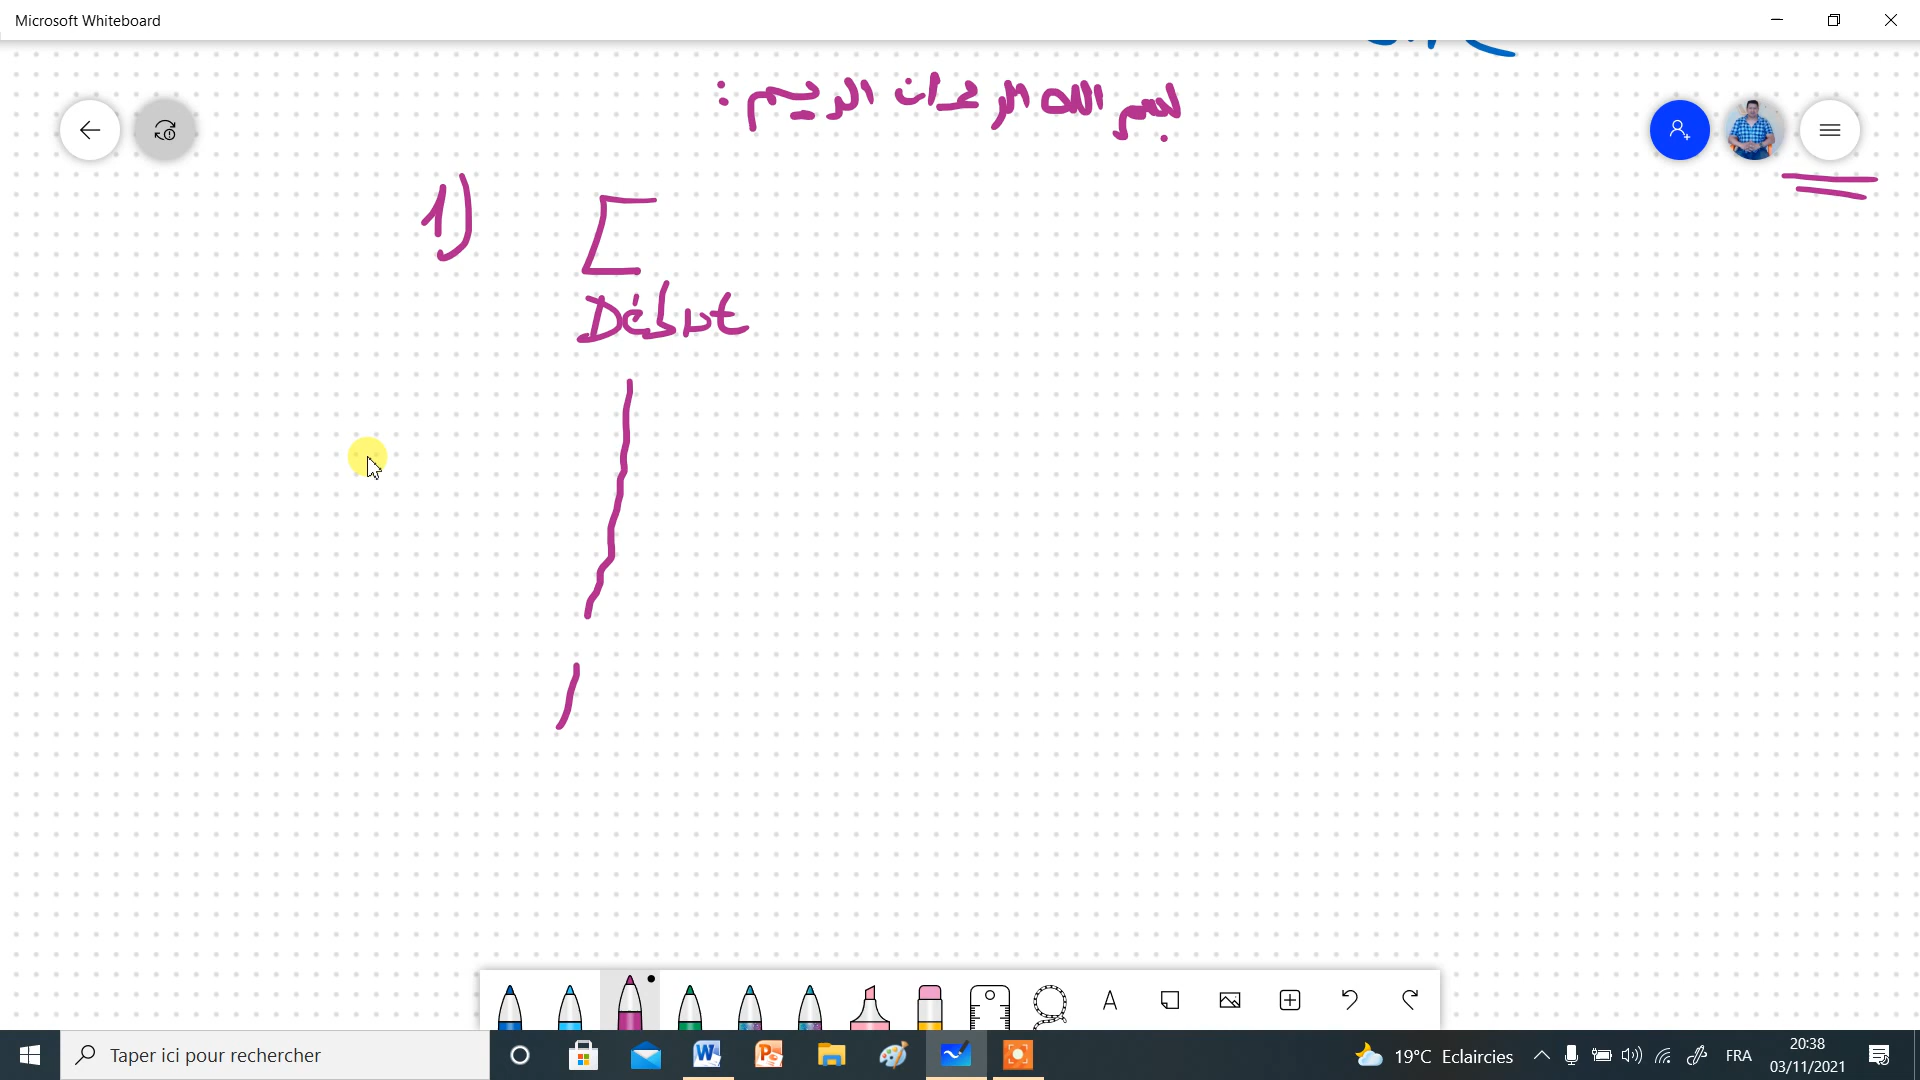 Microsoft Whiteboard
بسم الله الرحمان الرحيم :
1)
Début
A
Taper ici pour rechercher
19°C Eclaircies
FRA
20:38
03/11/2021